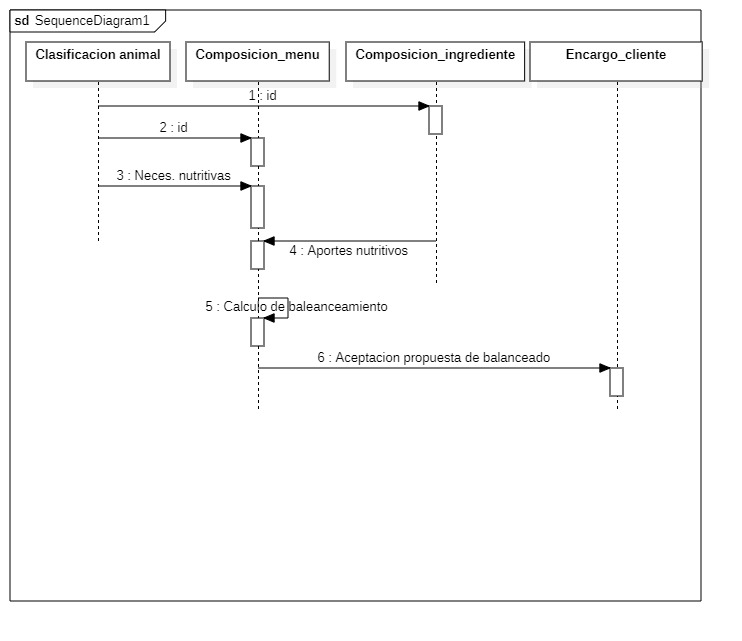 sd SequenceDiagram1
Clasificacion animal
Composicion_menu
Composicion_ingrediente
Encargo_cliente
1 : id
2 : id
3 : Neces. nutritivas
4 : Aportes nutritivos
5 : Calculo de baleanceamiento
6 : Aceptacion propuesta de balanceado